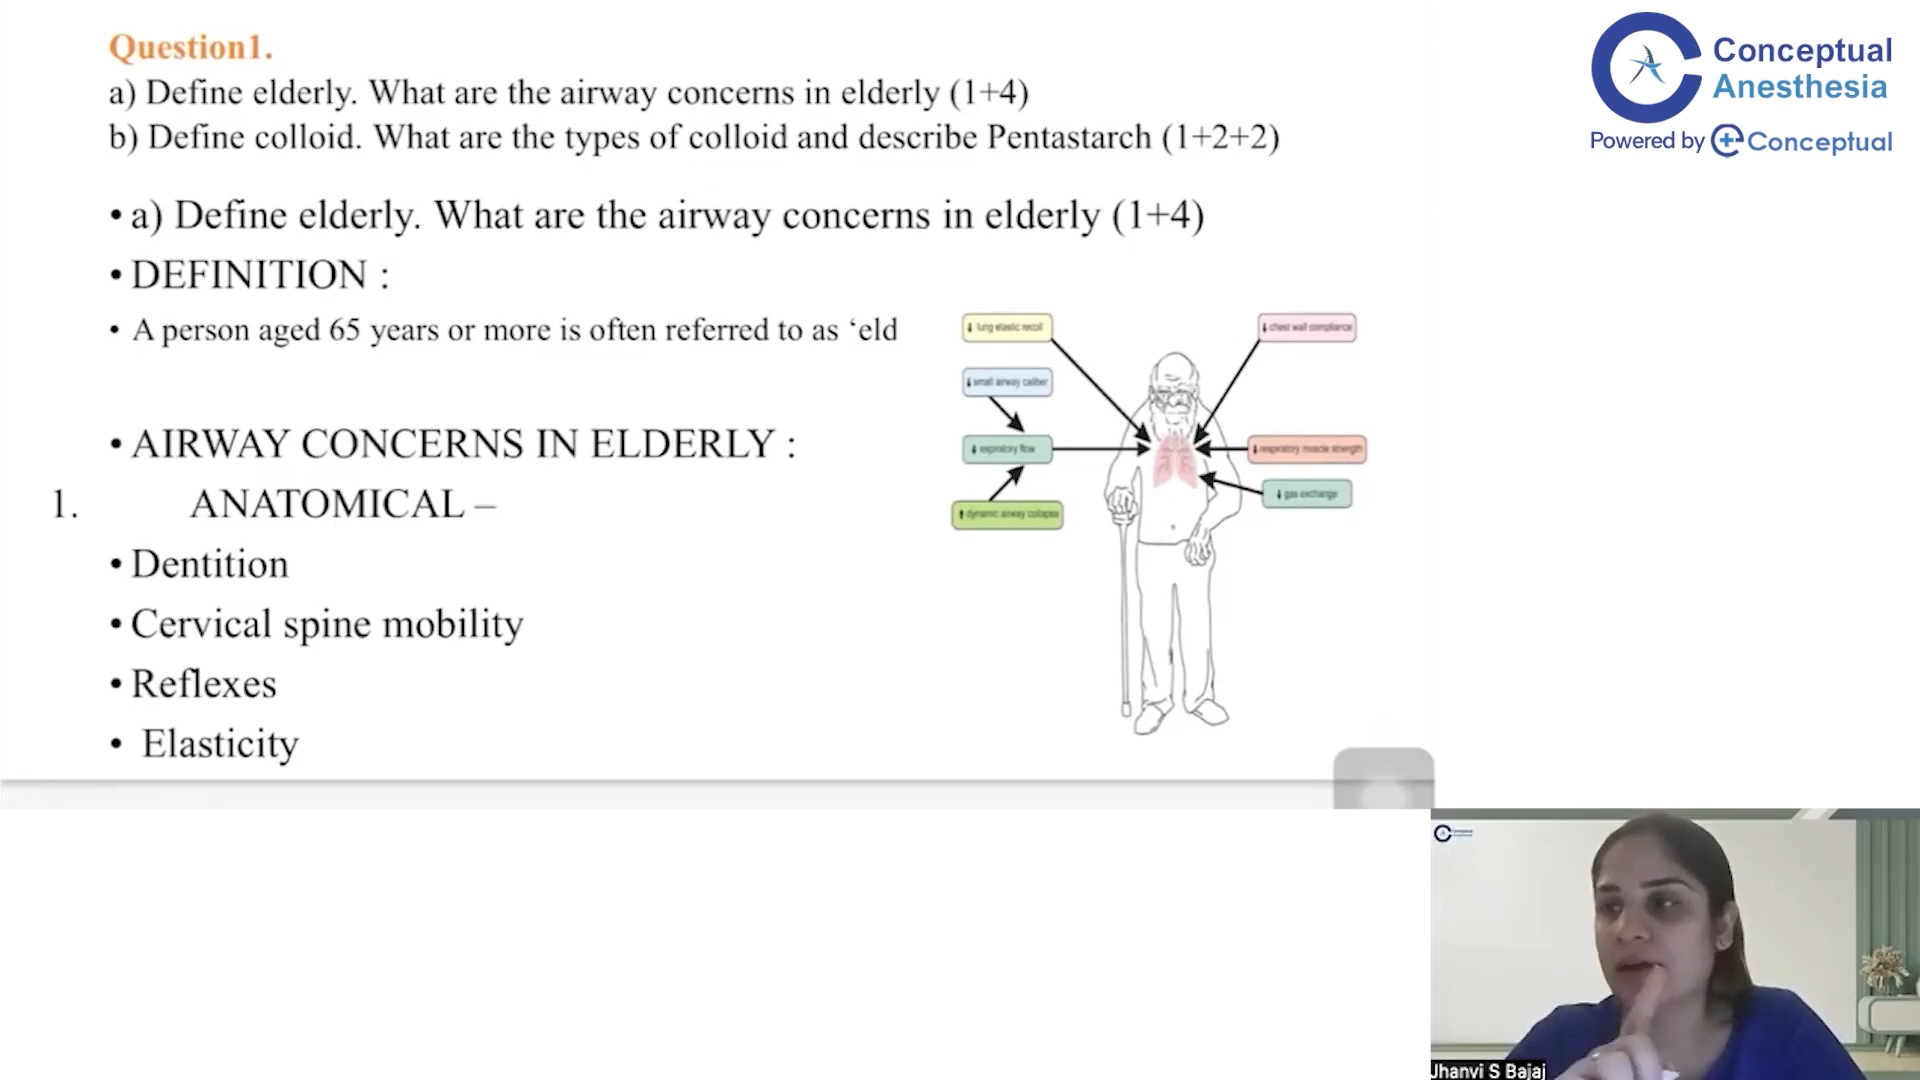 Question1.
a) Define elderly. What are the airway concerns in elderly (1+4)
b) Define colloid. What are the types of colloid and describe Pentastarch (1+2+2)
Conceptual
Anesthesia
Powered by Conceptual
• a) Define elderly. What are the airway concerns in elderly (1+4)
• DEFINITION :
• A person aged 65 years or more is often referred to as ‘eld
• AIRWAY CONCERNS IN ELDERLY :
1. ANATOMICAL –
• Dentition
• Cervical spine mobility
• Reflexes
• Elasticity
↓ lung elastic recoil
↓ chest wall compliance
↓ small airway caliber
↓ expiratory flow
↓ respiratory muscle strength
↓ gas exchange
↑ dynamic airway collapse
Jhanvi S Bajaj